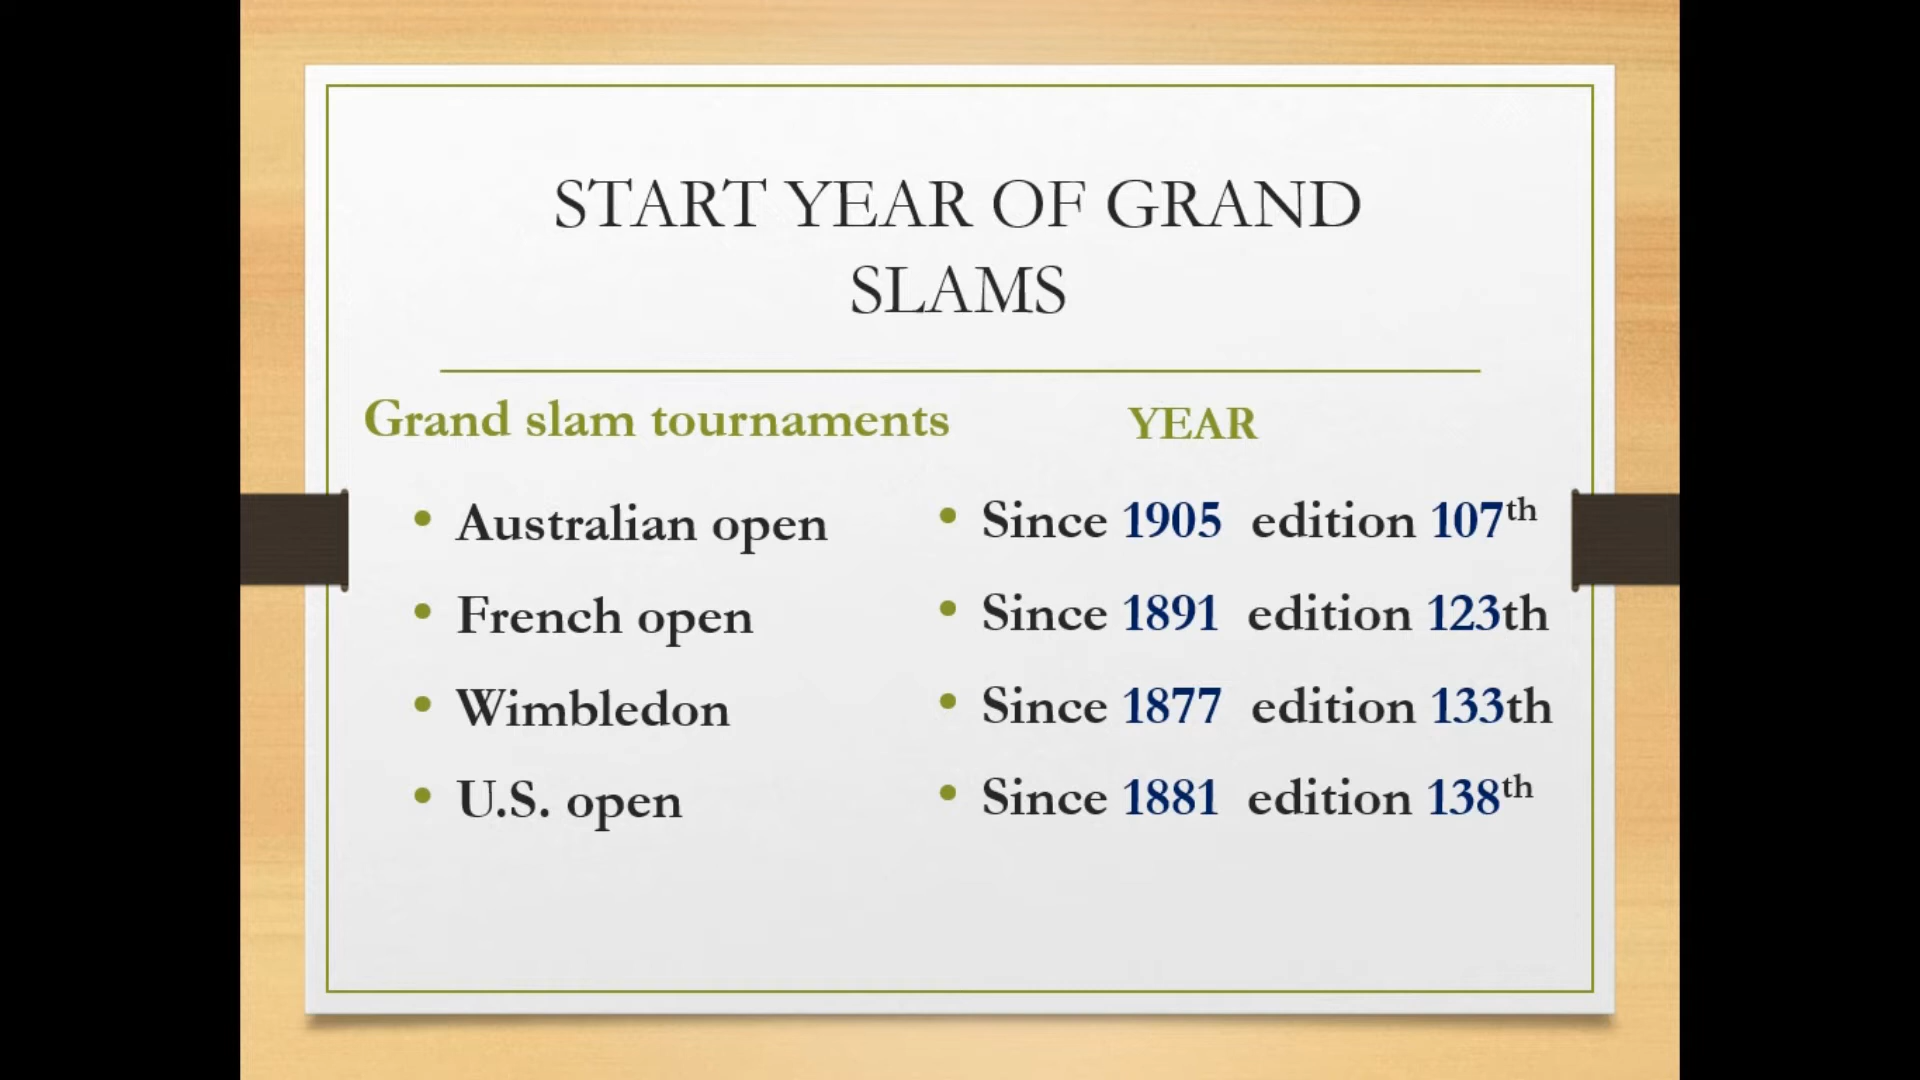 START YEAR OF GRAND
SLAMS
Grand slam tournaments
YEAR
• Australian open
• Since 1905 edition 107th
• French open
• Since 1891 edition 123th
• Wimbledon
• Since 1877 edition 133th
• U.S. open
• Since 1881 edition 138th